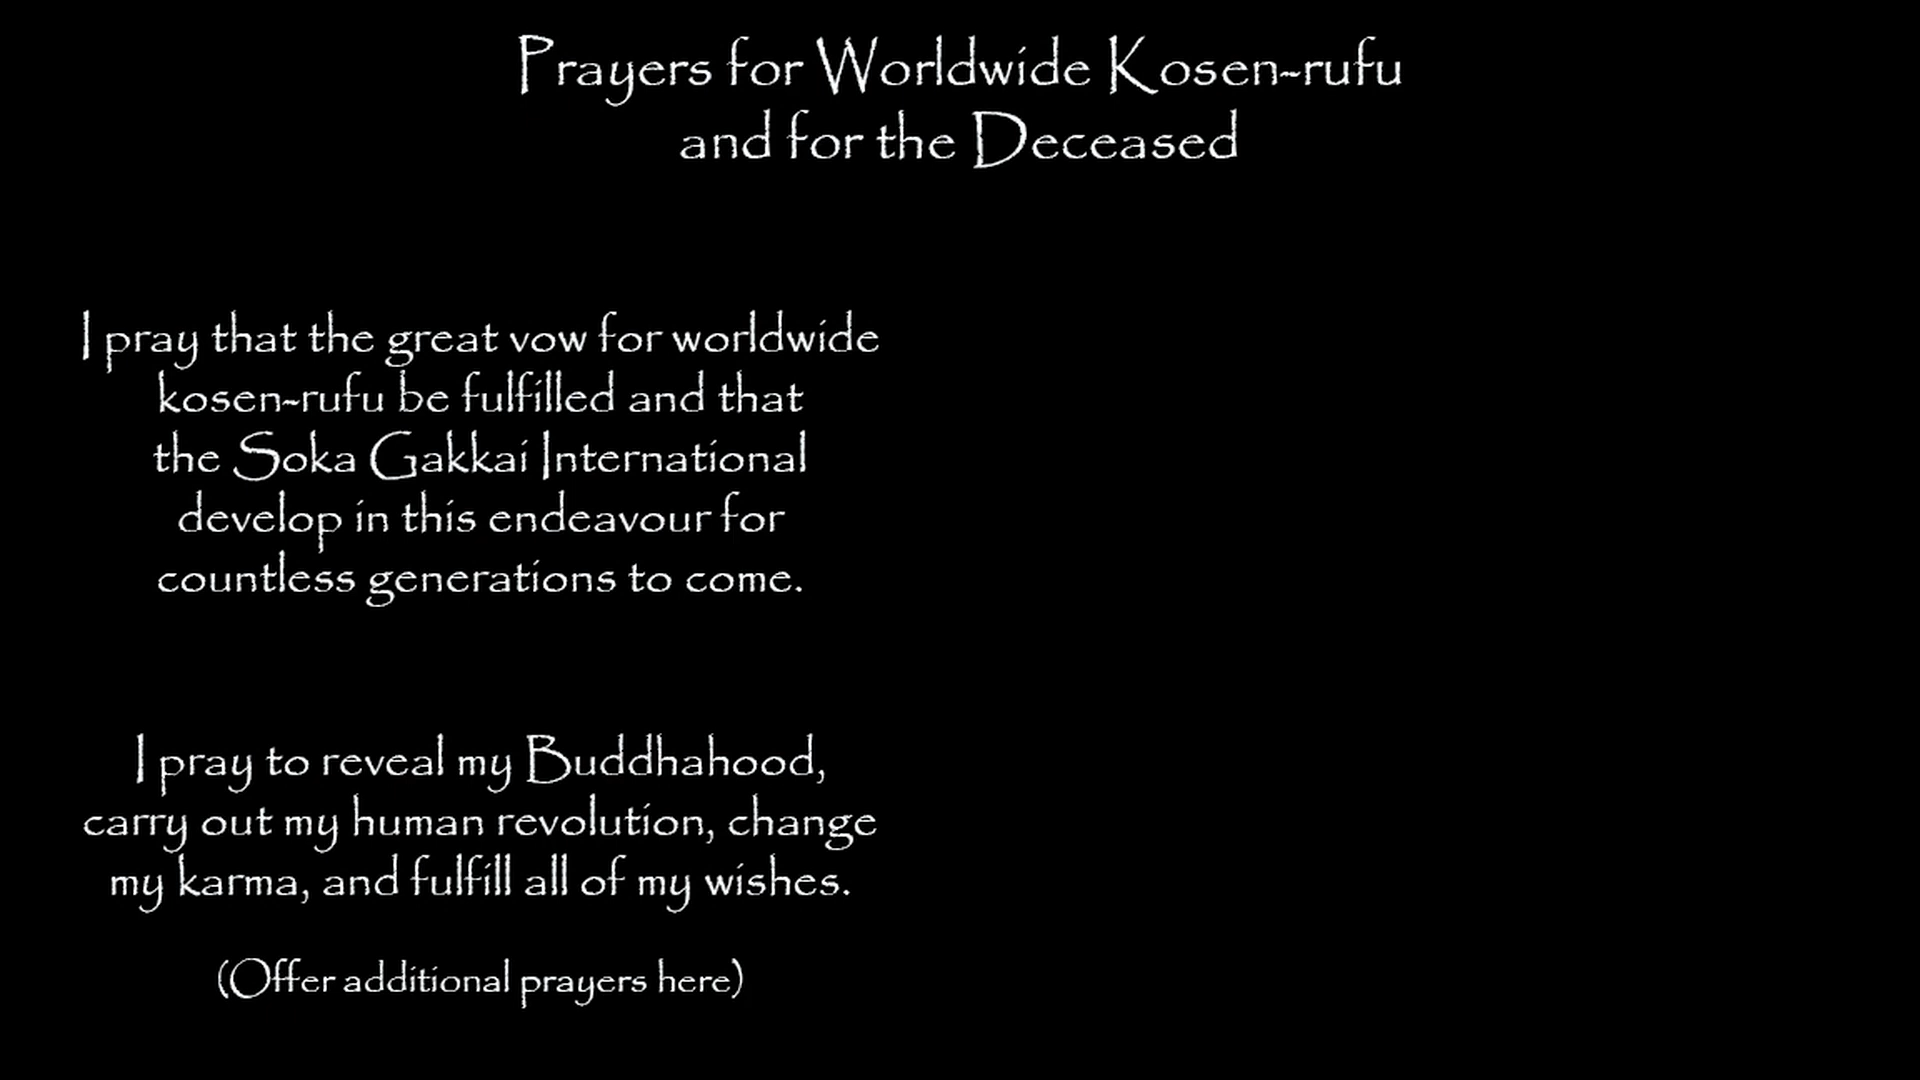 Prayers for Worldwide Kosen-rufu
and for the Deceased
I pray that the great vow for worldwide
kosen-rufu be fulfilled and that
the Soka Gakkai International
develop in this endeavour for
countless generations to come.
I pray to reveal my Buddhahood,
carry out my human revolution, change
my karma, and fulfill all of my wishes.
(Offer additional prayers here)